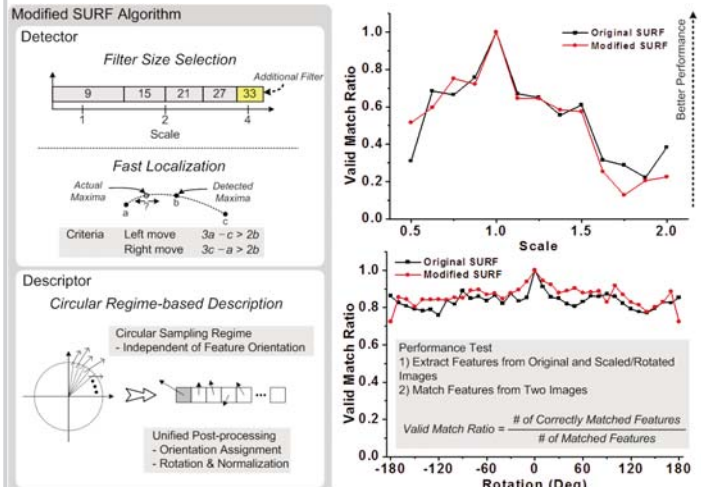 Modified SURF Algorithm
Detector
Filter Size Selection
Additional Filter
9 15 21 27 33
1 2 4
Scale
Fast Localization
Actual Maxima
Detected Maxima
a ? b c
Criteria Left move 3a - c > 2b
Right move 3c - a > 2b
Descriptor
Circular Regime-based Description
Circular Sampling Regime
- Independent of Feature Orientation
Unified Post-processing
- Orientation Assignment
- Rotation & Normalization
Original SURF
Modified SURF
Better Performance
Valid Match Ratio
1.0
0.8
0.6
0.4
0.2
0.0
0.5 1.0 1.5 2.0
Scale
Original SURF
Modified SURF
Valid Match Ratio
1.0
0.8
0.6
0.4
0.2
0.0
Performance Test
1) Extract Features from Original and Scaled/Rotated
Images
2) Match Features from Two Images
Valid Match Ratio = # of Correctly Matched Features
# of Matched Features
-180 -120 -60 0 60 120 180
Rotation (Deg)